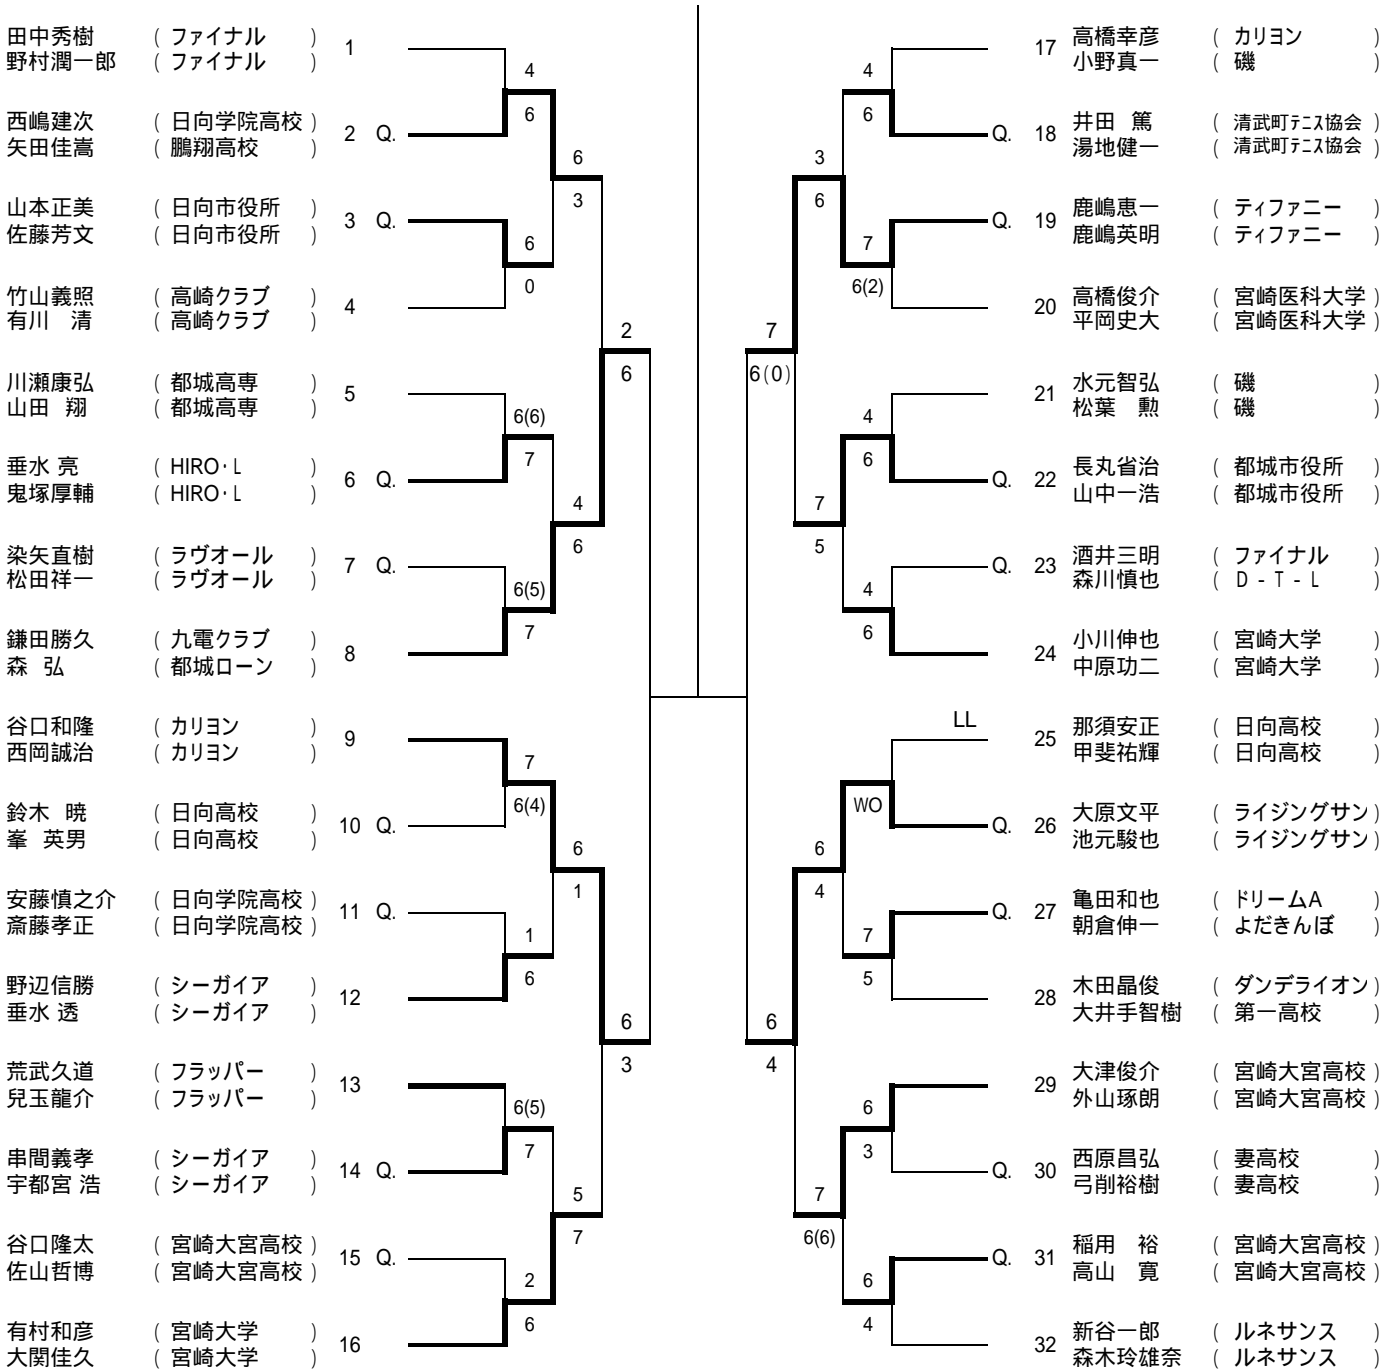 田中秀樹 ( ファイナル ) 1
野村潤一郎 ( ファイナル )
4
6
西嶋建次 ( 日向学院高校 ) 2 Q.
矢田佳嵩 ( 鵬翔高校 )
6
3
山本正美 ( 日向市役所 ) 3 Q.
佐藤芳文 ( 日向市役所 )
6
0
竹山義照 ( 高崎クラブ ) 4
有川 清 ( 高崎クラブ )
2
6
川瀬康弘 ( 都城高専 ) 5
山田 翔 ( 都城高専 )
6(6)
7
垂水 亮 ( HIRO・L ) 6 Q.
鬼塚厚輔 ( HIRO・L )
4
6
染矢直樹 ( ラヴオール ) 7 Q.
松田祥一 ( ラヴオール )
6(5)
7
鎌田勝久 ( 九電クラブ ) 8
森 弘 ( 都城ローン )
谷口和隆 ( カリヨン ) 9
西岡誠治 ( カリヨン )
7
6(4)
鈴木 暁 ( 日向高校 ) 10 Q.
峯 英男 ( 日向高校 )
6
1
安藤慎之介 ( 日向学院高校 ) 11 Q.
斎藤孝正 ( 日向学院高校 )
1
6
野辺信勝 ( シーガイア ) 12
垂水 透 ( シーガイア )
6
3
荒武久道 ( フラッパー ) 13
兒玉龍介 ( フラッパー )
6(5)
7
串間義孝 ( シーガイア ) 14 Q.
宇都宮 浩 ( シーガイア )
5
7
谷口隆太 ( 宮崎大宮高校 ) 15 Q.
佐山哲博 ( 宮崎大宮高校 )
2
6
有村和彦 ( 宮崎大学 ) 16
大関佳久 ( 宮崎大学 )
17 高橋幸彦 ( カリヨン )
小野真一 ( 磯 )
4
6
Q. 18 井田 篤 ( 清武町テニス協会 )
湯地健一 ( 清武町テニス協会 )
3
6
Q. 19 鹿嶋恵一 ( ティファニー )
鹿嶋英明 ( ティファニー )
7
6(2)
20 高橋俊介 ( 宮崎医科大学 )
平岡史大 ( 宮崎医科大学 )
7
6(0)
21 水元智弘 ( 磯 )
松葉 勲 ( 磯 )
4
6
Q. 22 長丸省治 ( 都城市役所 )
山中一浩 ( 都城市役所 )
7
5
Q. 23 酒井三明 ( ファイナル )
森川慎也 ( D - T - L )
4
6
24 小川伸也 ( 宮崎大学 )
中原功二 ( 宮崎大学 )
LL 25 那須安正 ( 日向高校 )
甲斐祐輝 ( 日向高校 )
WO
Q. 26 大原文平 ( ライジングサン )
池元駿也 ( ライジングサン )
6
4
Q. 27 亀田和也 ( ドリームA )
朝倉伸一 ( よだきんぼ )
7
5
28 木田晶俊 ( ダンデライオン )
大井手智樹 ( 第一高校 )
6
4
29 大津俊介 ( 宮崎大宮高校 )
外山琢朗 ( 宮崎大宮高校 )
6
3
Q. 30 西原昌弘 ( 妻高校 )
弓削裕樹 ( 妻高校 )
7
6(6)
Q. 31 稲用 裕 ( 宮崎大宮高校 )
高山 寛 ( 宮崎大宮高校 )
6
4
32 新谷一郎 ( ルネサンス )
森木玲雄奈 ( ルネサンス )